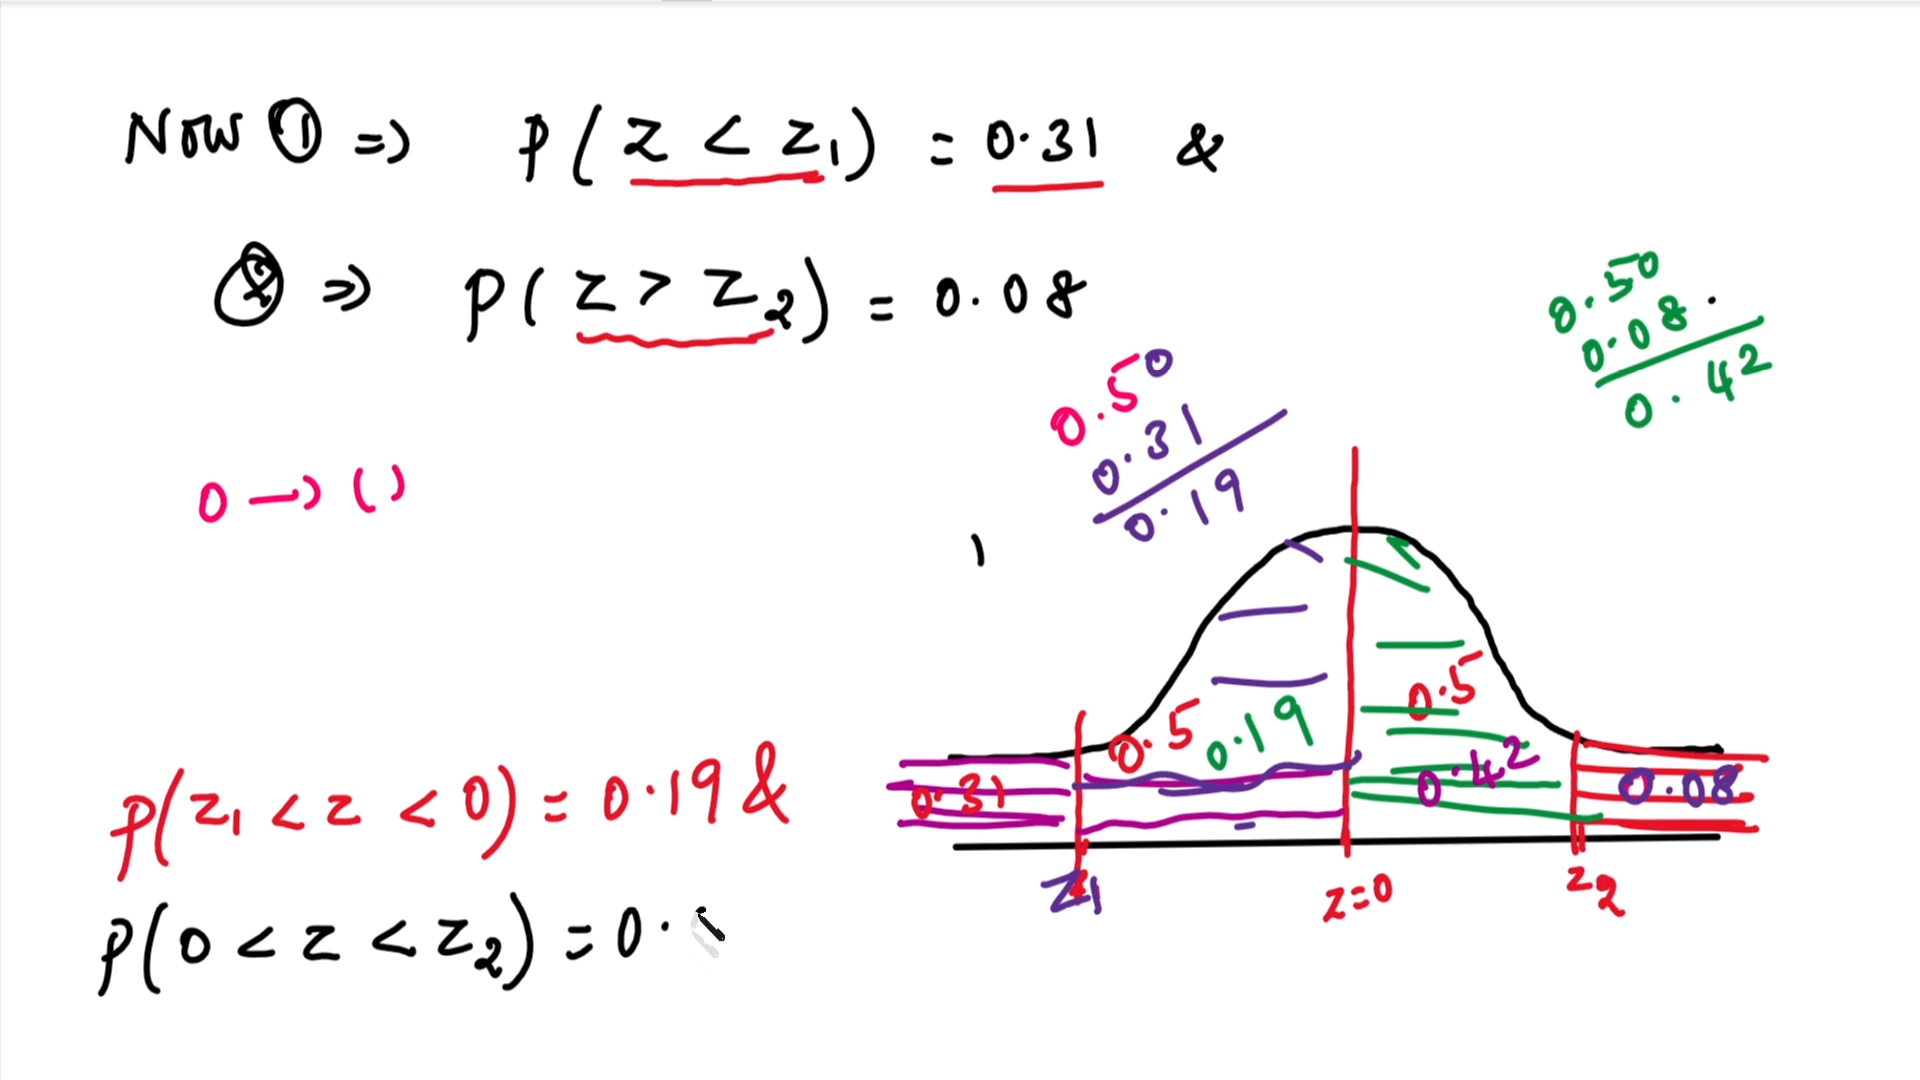 Now ① => P(z < z₁) = 0.31 &
② => P(z > z₂) = 0.08
0.50
0.08
0.42
0.50
0.31
0.19
0 → ( )
0.5 0.19
0.5
0.31
0.42
0.08
P(z₁ < z < 0) = 0.19 &
z₁ z=0 z₂
P(0 < z < z₂) = 0.